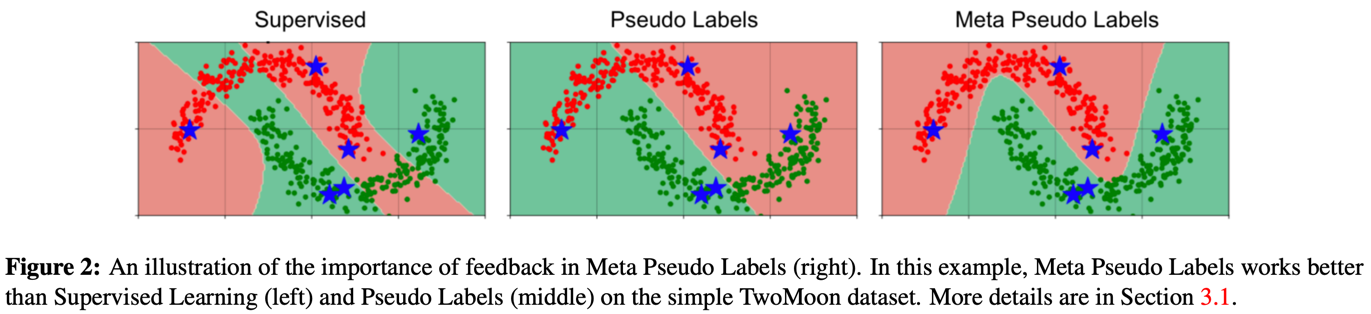 Supervised
Pseudo Labels
Meta Pseudo Labels
Figure 2: An illustration of the importance of feedback in Meta Pseudo Labels (right). In this example, Meta Pseudo Labels works better
than Supervised Learning (left) and Pseudo Labels (middle) on the simple TwoMoon dataset. More details are in Section 3.1.